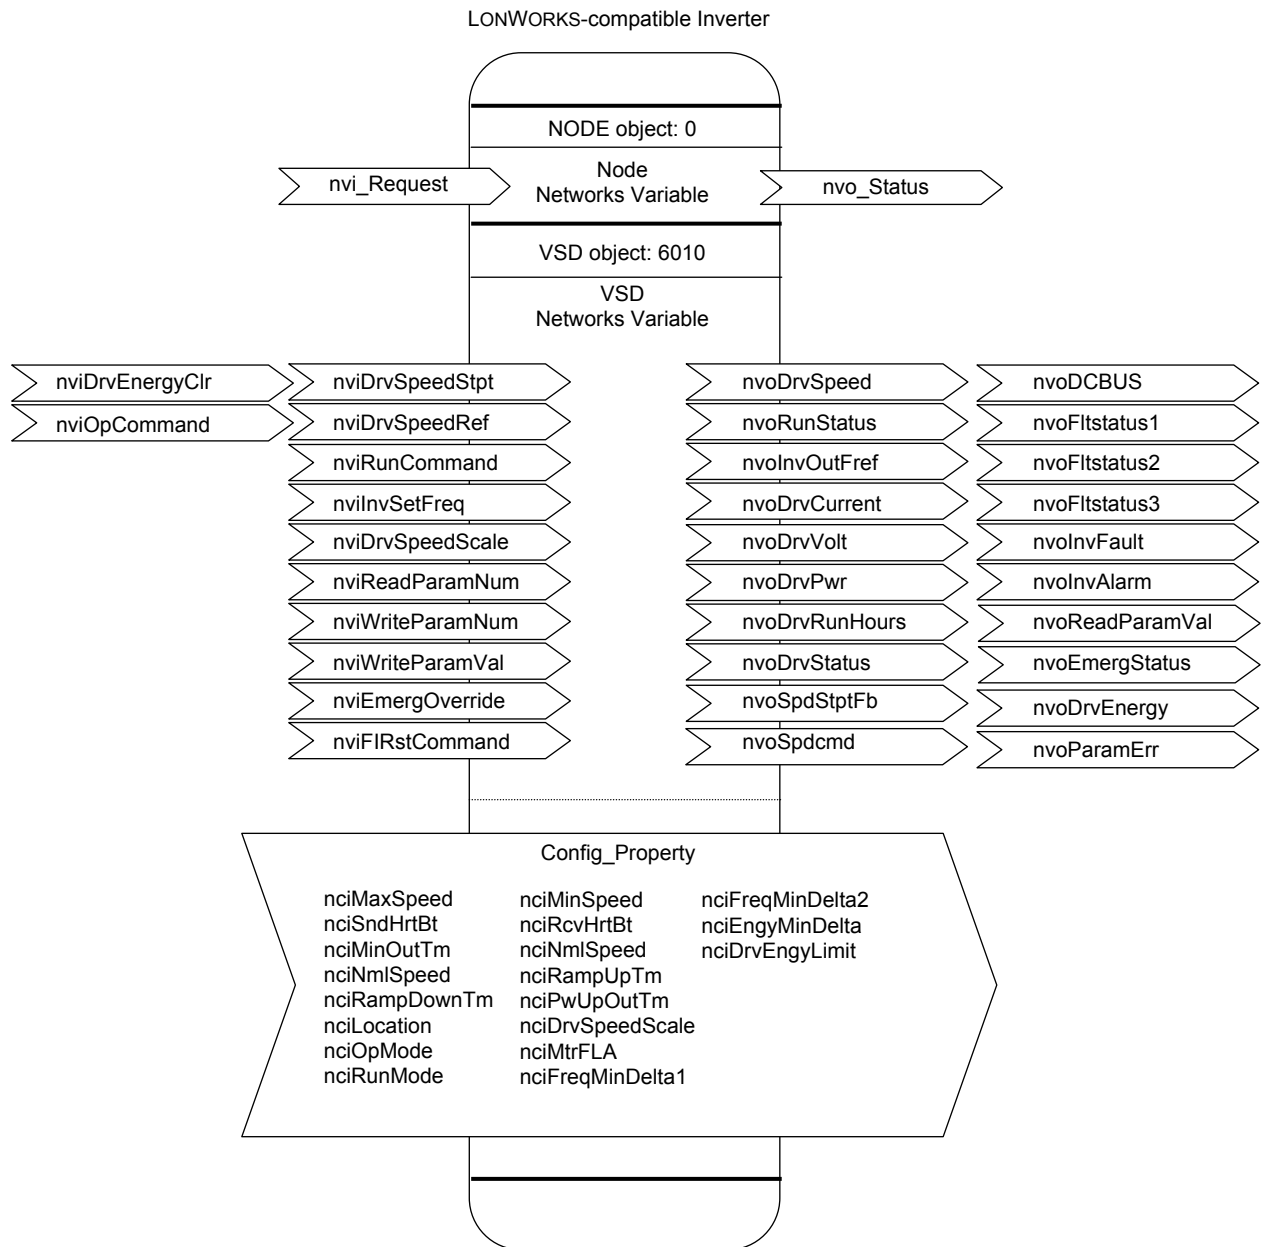 LONWORKS-compatible Inverter
NODE object: 0
nvi_Request
Node
Networks Variable
nvo_Status
VSD object: 6010
VSD
Networks Variable
nviDrvEnergyClr nviDrvSpeedStpt nvoDrvSpeed nvoDCBUS
nviOpCommand nviDrvSpeedRef nvoRunStatus nvoFltstatus1
nviRunCommand nvoInvOutFref nvoFltstatus2
nviInvSetFreq nvoDrvCurrent nvoFltstatus3
nviDrvSpeedScale nvoDrvVolt nvoInvFault
nviReadParamNum nvoDrvPwr nvoInvAlarm
nviWriteParamNum nvoDrvRunHours nvoReadParamVal
nviWriteParamVal nvoDrvStatus nvoEmergStatus
nviEmergOverride nvoSpdStptFb nvoDrvEnergy
nviFIRstCommand nvoSpdcmd nvoParamErr
Config_Property
nciMaxSpeed nciMinSpeed nciFreqMinDelta2
nciSndHrtBt nciRcvHrtBt nciEngyMinDelta
nciMinOutTm nciNmlSpeed nciDrvEngyLimit
nciNmlSpeed nciRampUpTm
nciRampDownTm nciPwUpOutTm
nciLocation nciDrvSpeedScale
nciOpMode nciMtrFLA
nciRunMode nciFreqMinDelta1